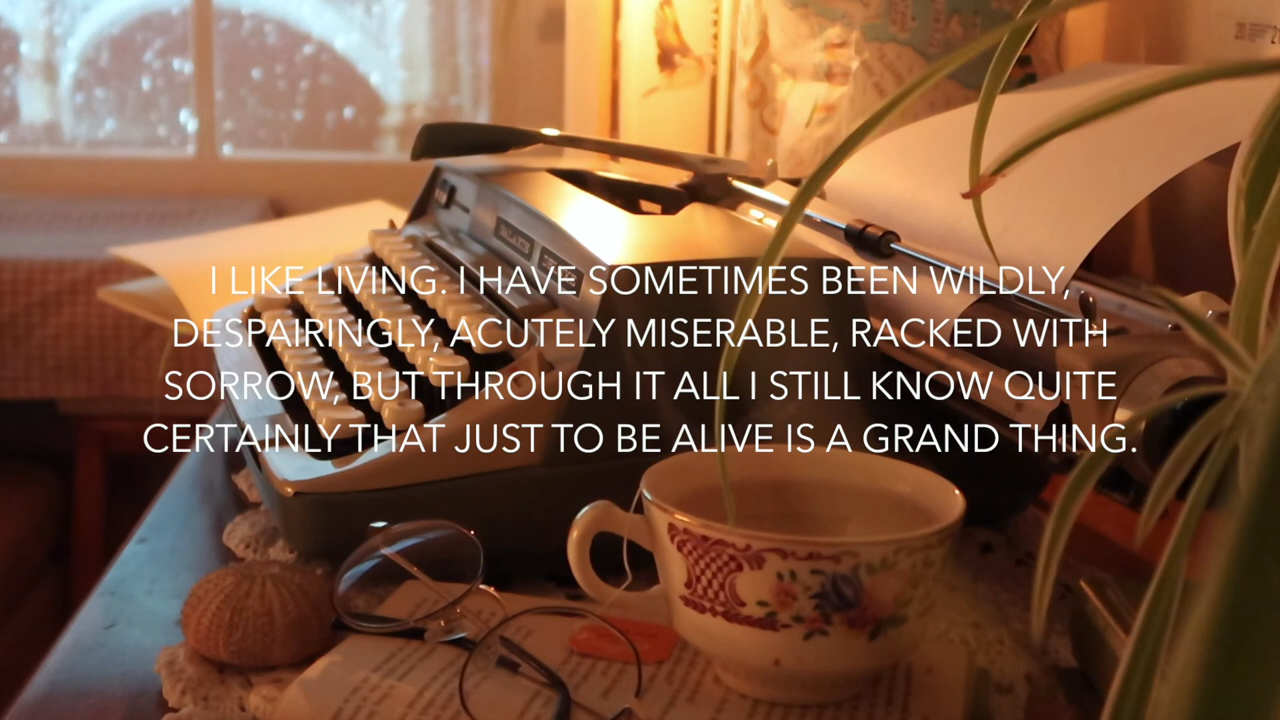 I LIKE LIVING. I HAVE SOMETIMES BEEN WILDLY,
DESPAIRINGLY, ACUTELY MISERABLE, RACKED WITH
SORROW, BUT THROUGH IT ALL I STILL KNOW QUITE
CERTAINLY THAT JUST TO BE ALIVE IS A GRAND THING.